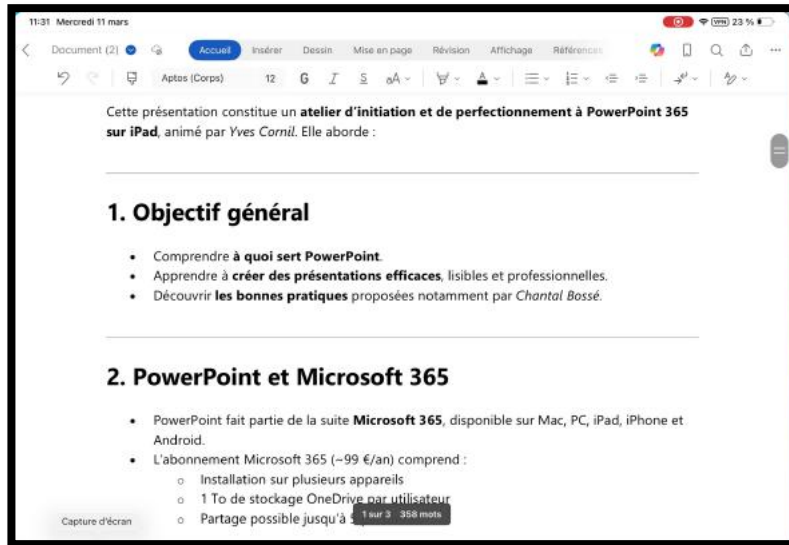 11:31 Mercredi 11 mars VPN 23 %
Document (2) Accueil Insérer Dessin Mise en page Révision Affichage Références
Aptos (Corps) 12 G I S aA
Cette présentation constitue un atelier d'initiation et de perfectionnement à PowerPoint 365
sur iPad, animé par Yves Cornil. Elle aborde :
1. Objectif général
• Comprendre à quoi sert PowerPoint.
• Apprendre à créer des présentations efficaces, lisibles et professionnelles.
• Découvrir les bonnes pratiques proposées notamment par Chantal Bossé.
2. PowerPoint et Microsoft 365
• PowerPoint fait partie de la suite Microsoft 365, disponible sur Mac, PC, iPad, iPhone et
Android.
• L'abonnement Microsoft 365 (~99 €/an) comprend :
o Installation sur plusieurs appareils
o 1 To de stockage OneDrive par utilisateur
o Partage possible jusqu'à
1 sur 3 358 mots
Capture d'écran